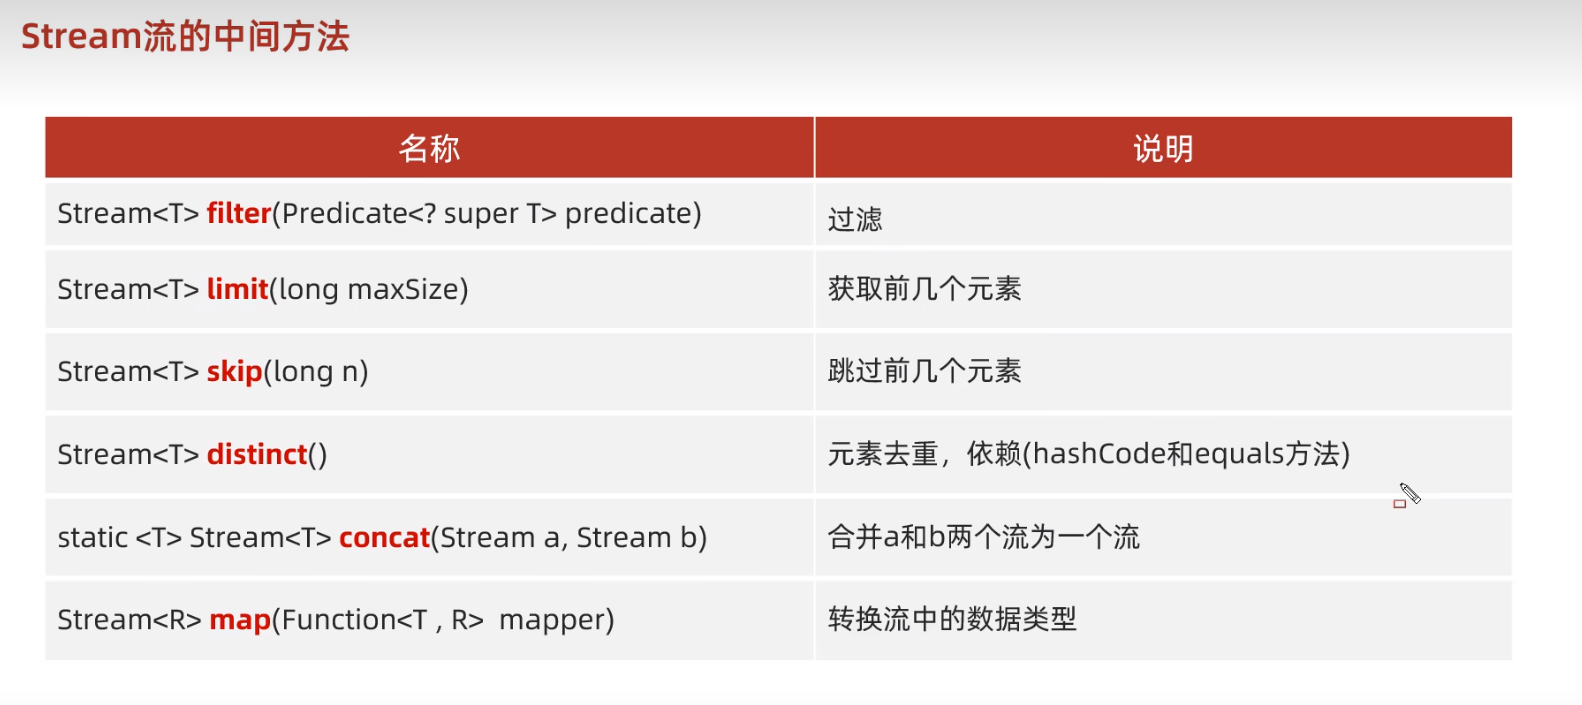 Stream流的中间方法
名称
说明
Stream<T> filter(Predicate<? super T> predicate)
过滤
Stream<T> limit(long maxSize)
获取前几个元素
Stream<T> skip(long n)
跳过前几个元素
Stream<T> distinct()
元素去重，依赖(hashCode和equals方法)
static <T> Stream<T> concat(Stream a, Stream b)
合并a和b两个流为一个流
Stream<R> map(Function<T , R>  mapper)
转换流中的数据类型